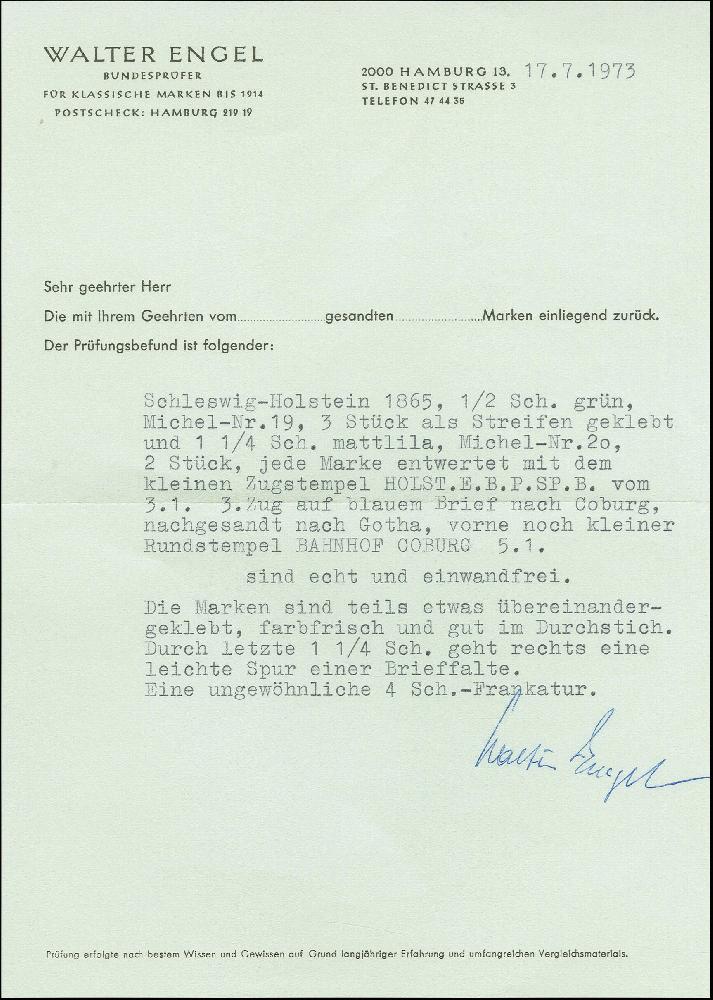 WALTER ENGEL
BUNDESPRÜFER
FÜR KLASSISCHE MARKEN BIS 1914
POSTSCHECK: HAMBURG 219 19
2000 HAMBURG 13, 17.7.1973
ST. BENEDICT STRASSE 3
TELEFON 47 44 36
Sehr geehrter Herr
Die mit Ihrem Geehrten vom.......................gesandten.......................Marken einliegend zurück.
Der Prüfungsbefund ist folgender:
Schleswig-Holstein 1865, 1/2 Sch. grün,
Michel-Nr.19, 3 Stück als Streifen geklebt
und 1 1/4 Sch. mattlila, Michel-Nr.2o,
2 Stück, jede Marke entwertet mit dem
kleinen Zugstempel HOLST.E.B.P.SP.B. vom
3.1. 3.Zug auf blauem Brief nach Coburg,
nachgesandt nach Gotha, vorne noch kleiner
Rundstempel BAHNHOF COBURG 5.1.
sind echt und einwandfrei.
Die Marken sind teils etwas übereinander-
geklebt, farbfrisch und gut im Durchstich.
Durch letzte 1 1/4 Sch. geht rechts eine
leichte Spur einer Brieffalte.
Eine ungewöhnliche 4 Sch.-Frankatur.
Walter Engel
Prüfung erfolgte nach bestem Wissen und Gewissen auf Grund langjähriger Erfahrung und umfangreichen Vergleichsmaterials.